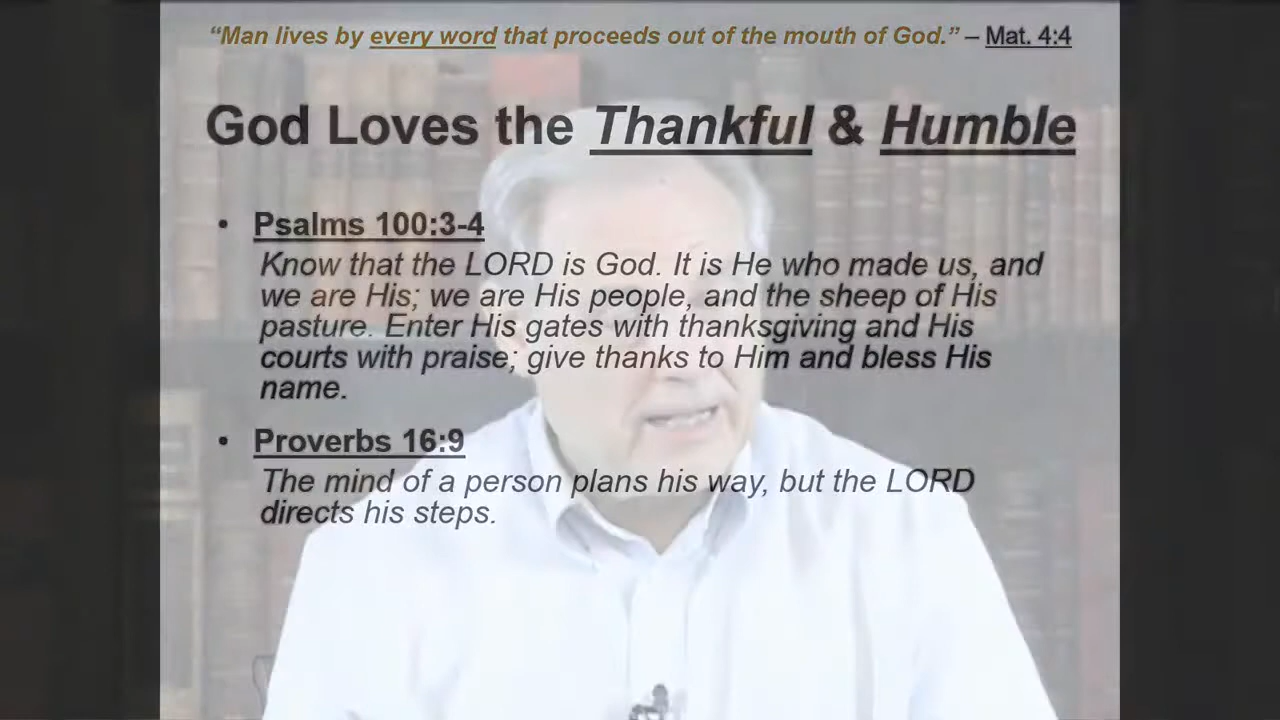 “Man lives by every word that proceeds out of the mouth of God.” – Mat. 4:4
God Loves the Thankful & Humble
• Psalms 100:3-4
Know that the LORD is God. It is He who made us, and
we are His; we are His people, and the sheep of His
pasture. Enter His gates with thanksgiving and His
courts with praise; give thanks to Him and bless His
name.
• Proverbs 16:9
The mind of a person plans his way, but the LORD
directs his steps.